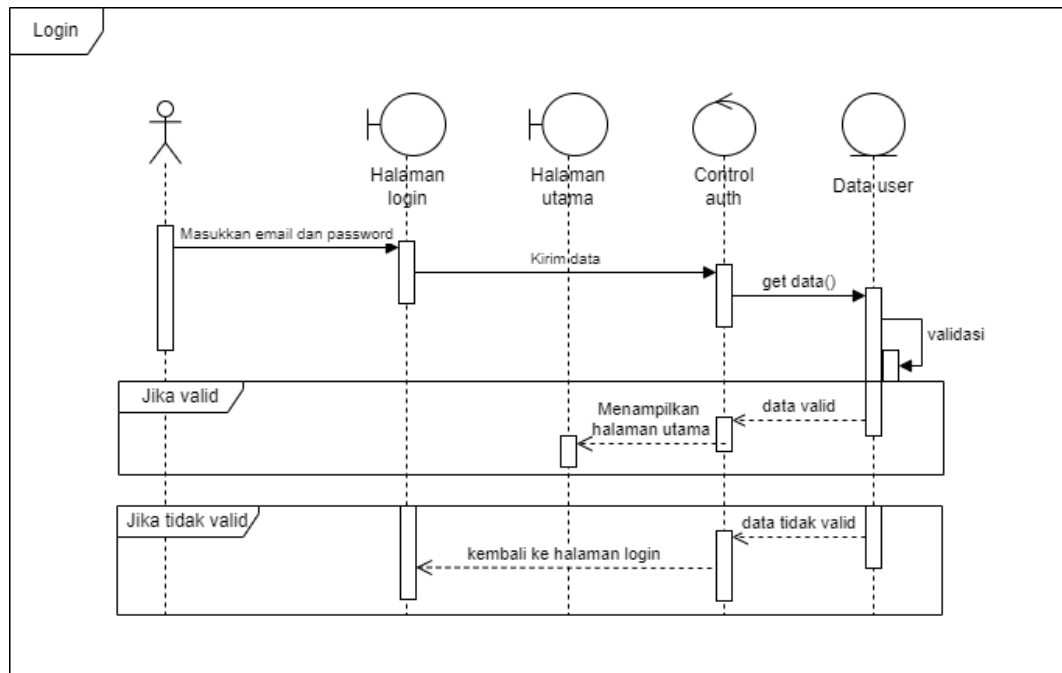 Login
Halaman
login
Halaman
utama
Control
auth
Data user
Masukkan email dan password
Kirim data
get data()
validasi
Jika valid
data valid
Menampilkan
halaman utama
Jika tidak valid
data tidak valid
kembali ke halaman login